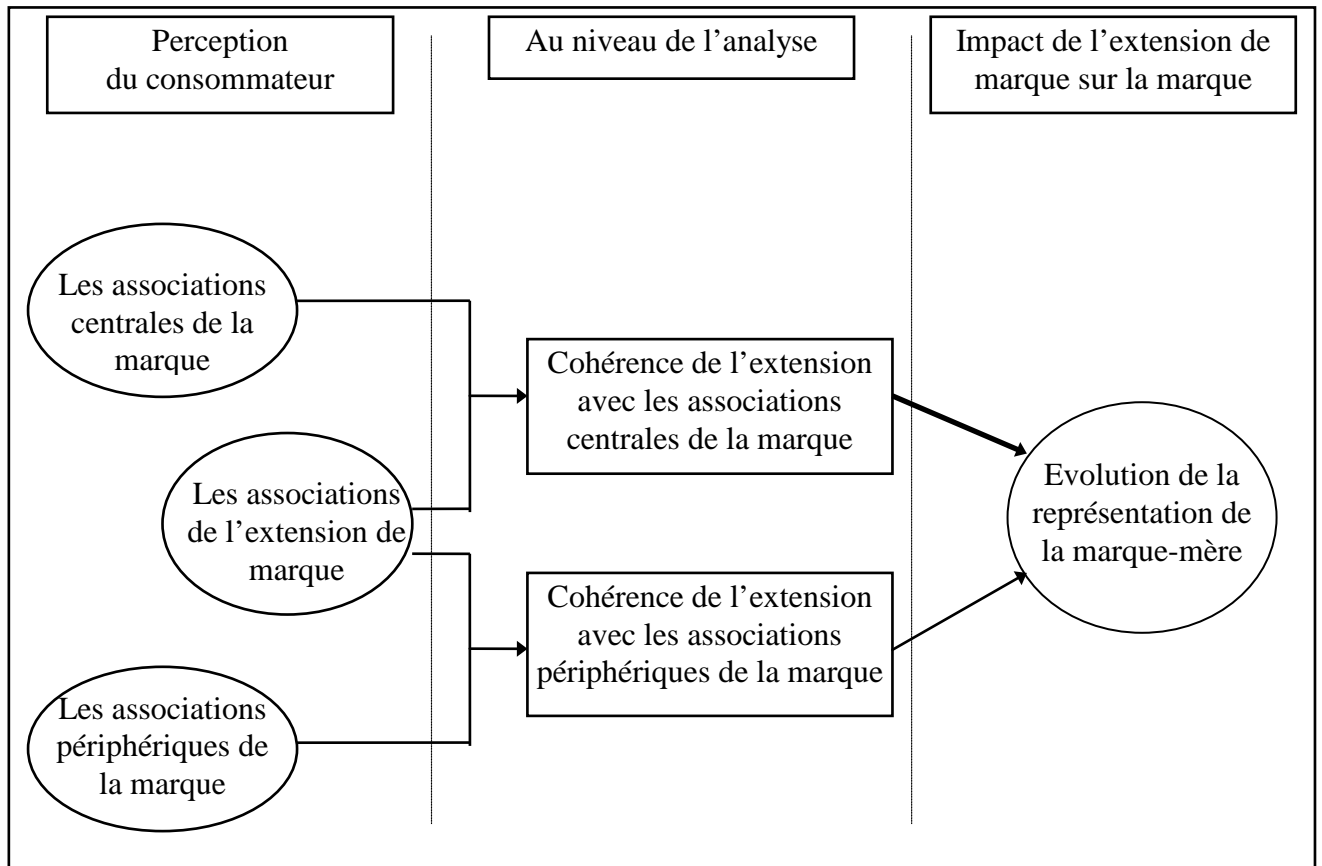 Perception
du consommateur
Au niveau de l’analyse
Impact de l’extension de
marque sur la marque
Les associations
centrales de la
marque
Les associations
de l’extension de
marque
Les associations
périphériques de
la marque
Cohérence de l’extension
avec les associations
centrales de la marque
Cohérence de l’extension
avec les associations
périphériques de la marque
Evolution de la
représentation de
la marque-mère